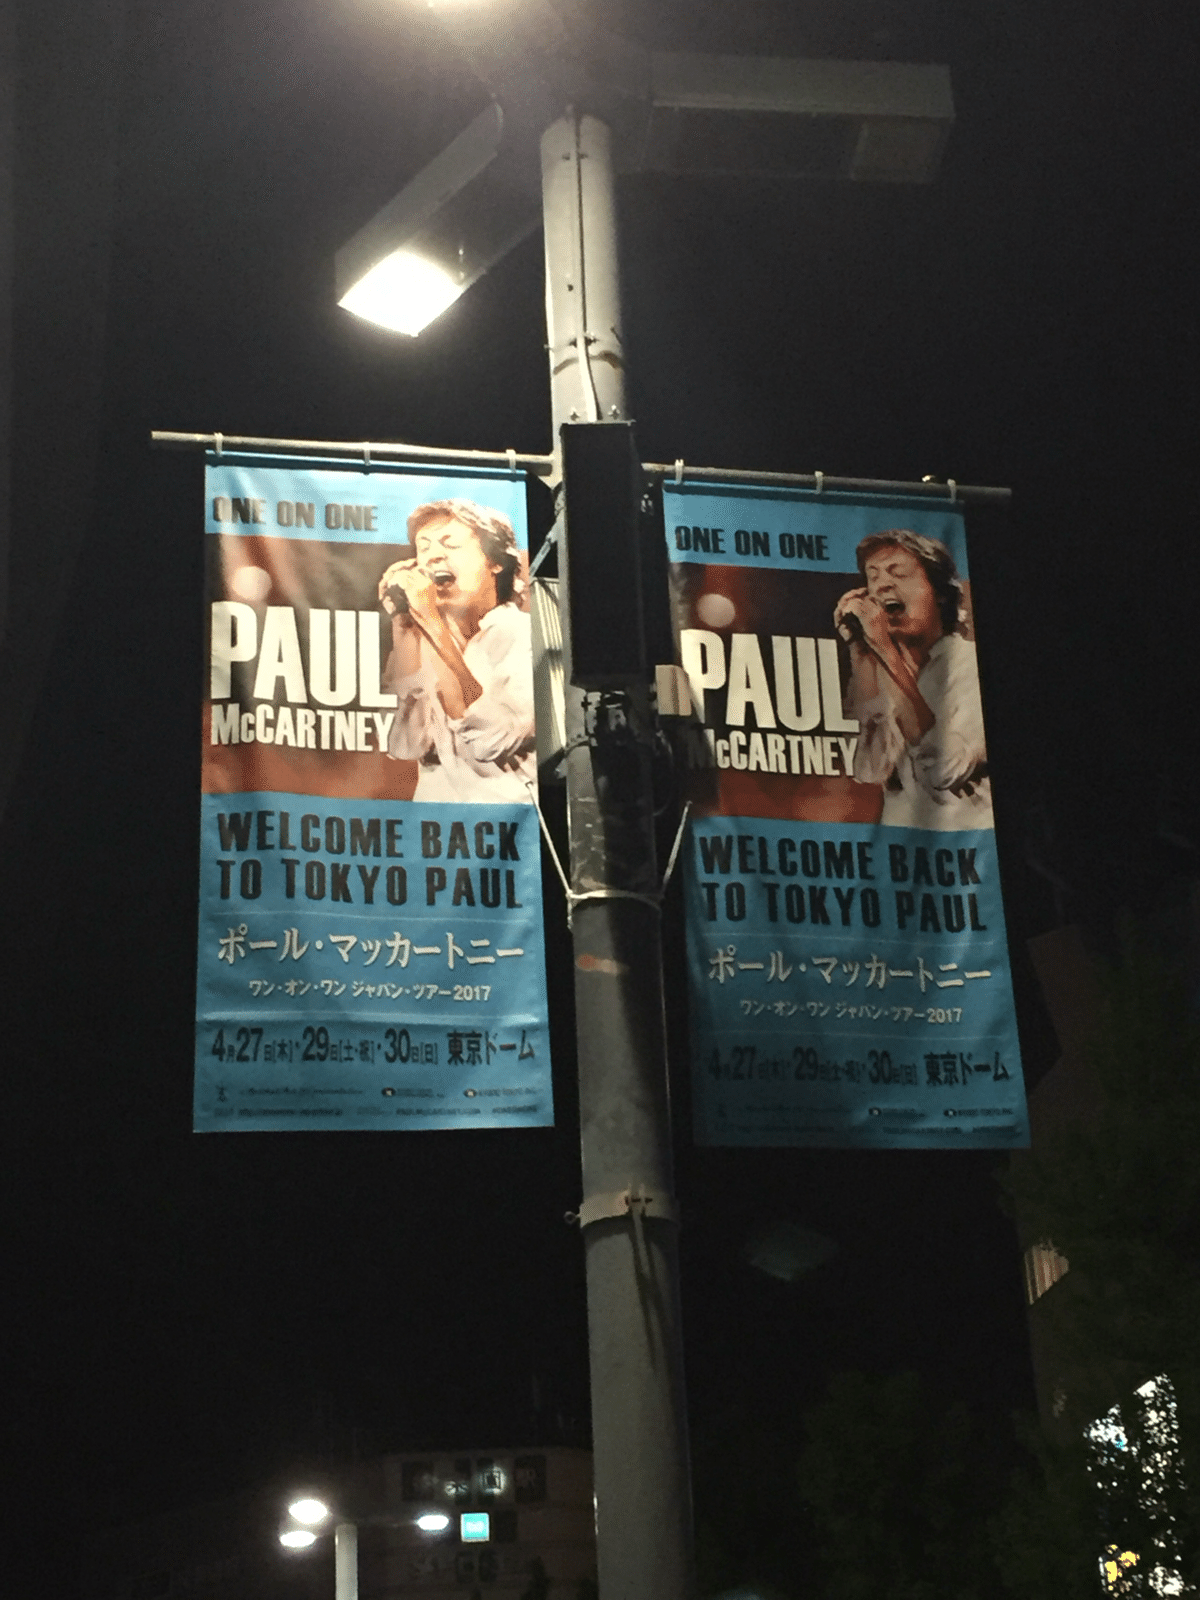 ONE ON ONE
PAUL
McCARTNEY
WELCOME BACK
TO TOKYO PAUL
ポール・マッカートニー
ワン・オン・ワン ジャパン・ツアー2017
4月27日[木]・29日[土・祝]・30日[日] 東京ドーム
ONE ON ONE
PAUL
McCARTNEY
WELCOME BACK
TO TOKYO PAUL
ポール・マッカートニー
ワン・オン・ワン ジャパン・ツアー2017
4月27日[木]・29日[土・祝]・30日[日] 東京ドーム